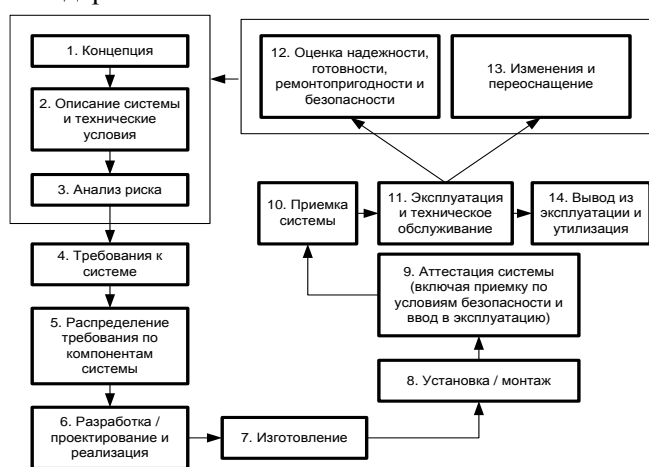 1. Концепция
2. Описание системы
и технические
условия
3. Анализ риска
4. Требования к
системе
5. Распределение
требования по
компонентам
системы
6. Разработка /
проектирование и
реализация
7. Изготовление
8. Установка / монтаж
9. Аттестация системы
(включая приемку по
условиям безопасности и
ввод в эксплуатацию)
10. Приемка
системы
11. Эксплуатация
и техническое
обслуживание
12. Оценка надежности,
готовности,
ремонтопригодности и
безопасности
13. Изменения и
переоснащение
14. Вывод из
эксплуатации и
утилизация